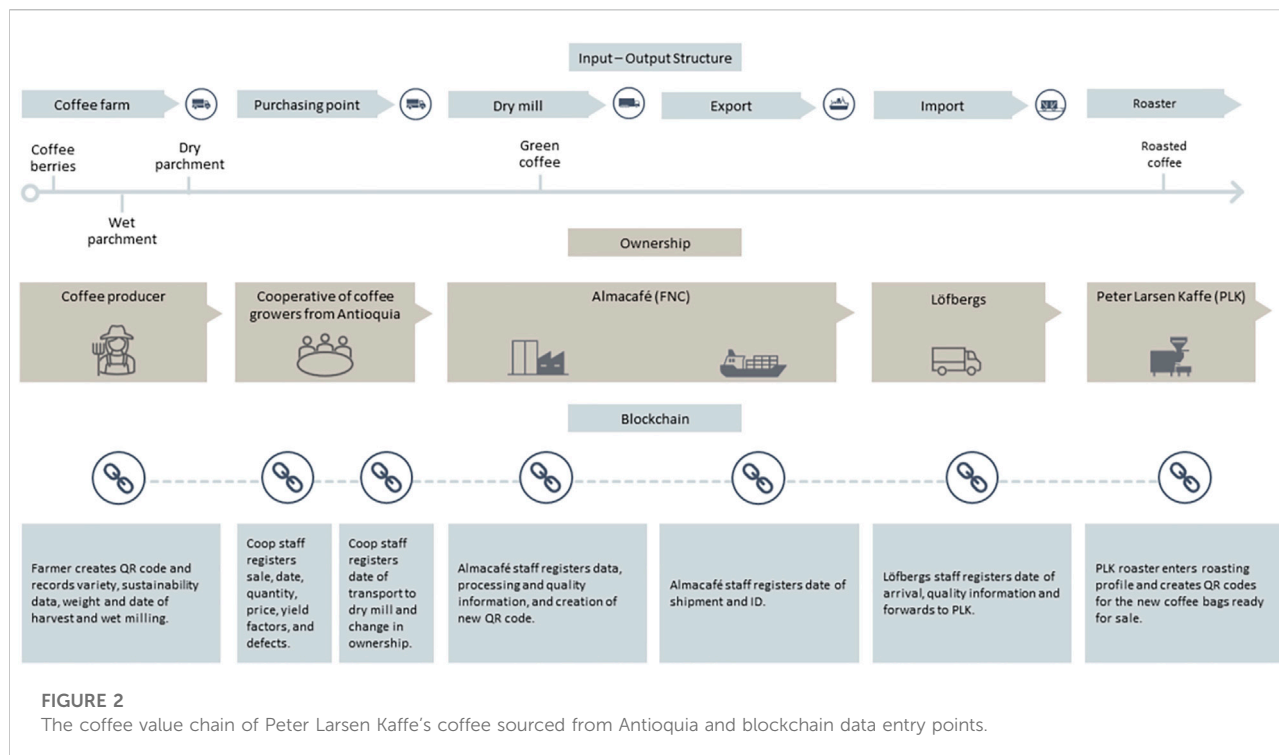 Input – Output Structure
Coffee farm
Purchasing point
Dry mill
Export
Import
Roaster
Coffee
berries
Dry
parchment
Green
coffee
Roasted
coffee
Wet
parchment
Ownership
Coffee producer
Cooperative of coffee
growers from Antioquia
Almacafé (FNC)
Löfbergs
Peter Larsen Kaffe (PLK)
Blockchain
Farmer creates QR code and
records variety, sustainability
data, weight and date of
harvest and wet milling.
Coop staff
registers
sale, date,
quantity,
price, yield
factors, and
defects.
Coop staff
registers
date of
transport to
dry mill and
change in
ownership.
Almacafé staff registers data,
processing and quality
information, and creation of
new QR code.
Almacafé staff registers date of
shipment and ID.
Löfbergs staff registers date of
arrival, quality information and
forwards to PLK.
PLK roaster enters roasting
profile and creates QR codes
for the new coffee bags ready
for sale.
FIGURE 2
The coffee value chain of Peter Larsen Kaffe's coffee sourced from Antioquia and blockchain data entry points.